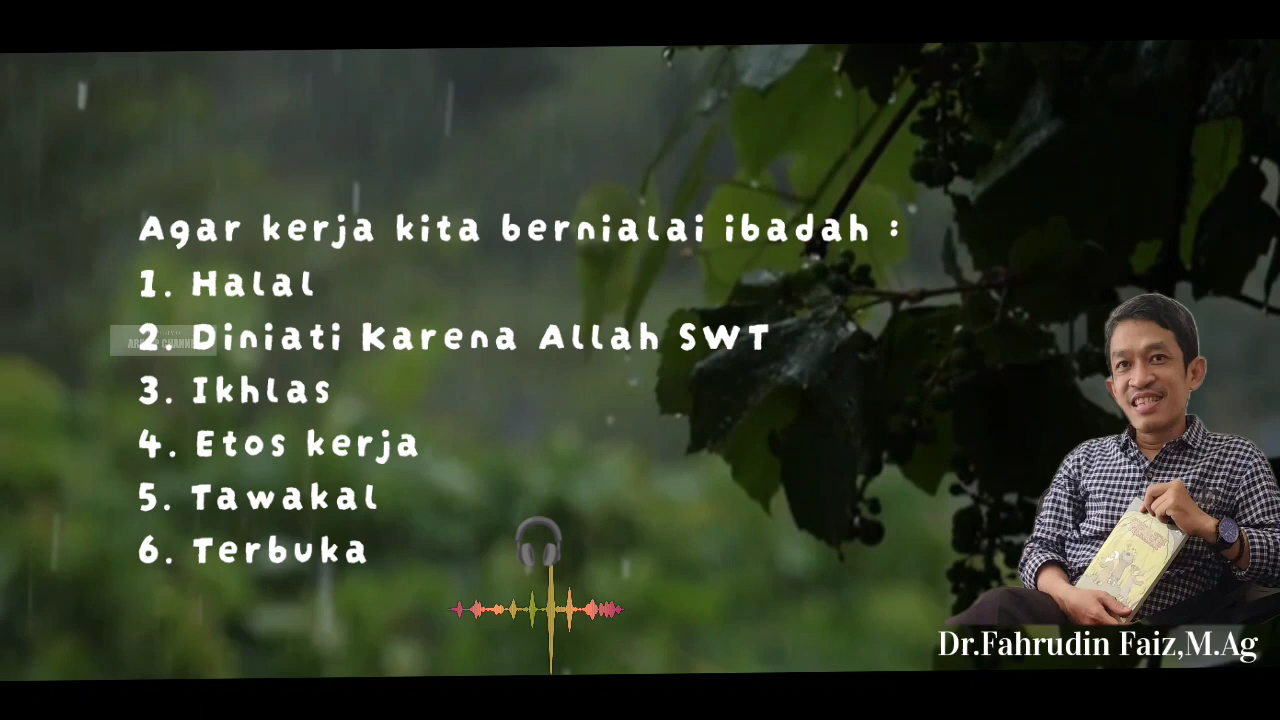 Agar kerja kita bernialai ibadah :
1. Halal
2. Diniati Karena Allah SWT
3. Ikhlas
4. Etos kerja
5. Tawakal
6. Terbuka
Dr.Fahrudin Faiz,M.Ag